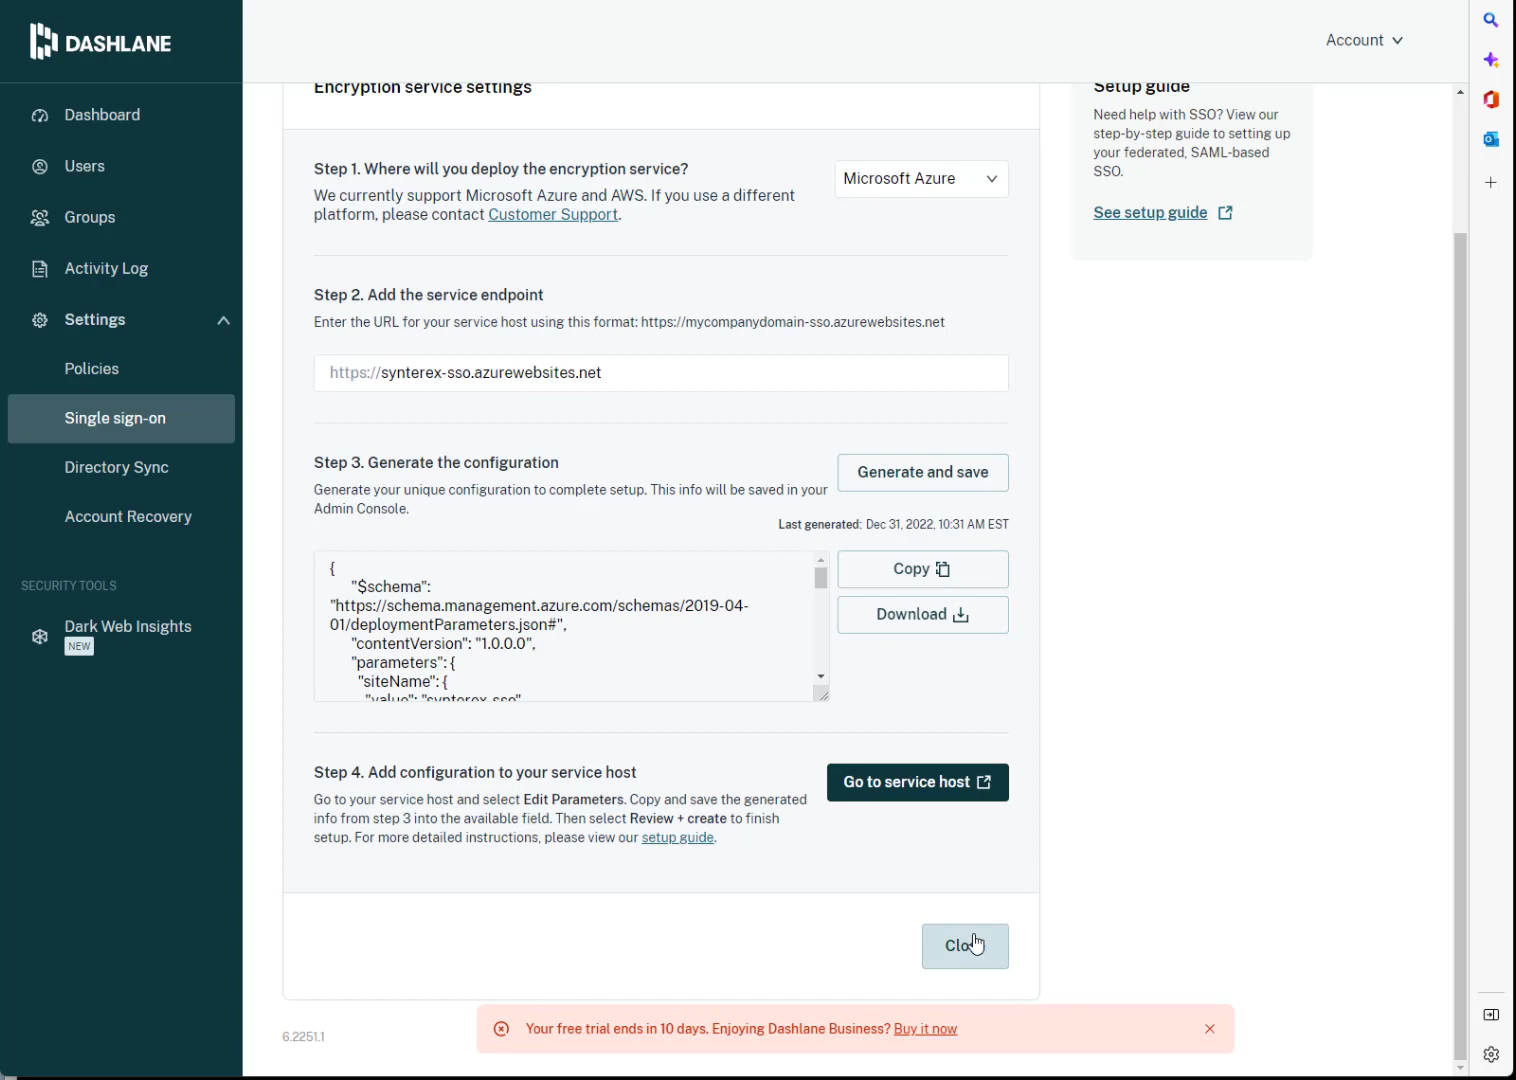 DASHLANE
Account
Dashboard
Users
Groups
Activity Log
Settings
Policies
Single sign-on
Directory Sync
Account Recovery
SECURITY TOOLS
Dark Web Insights
NEW
Encryption service settings
Step 1. Where will you deploy the encryption service?
We currently support Microsoft Azure and AWS. If you use a different
platform, please contact Customer Support.
Microsoft Azure
Step 2. Add the service endpoint
Enter the URL for your service host using this format: https://mycompanydomain-sso.azurewebsites.net
https://synterex-sso.azurewebsites.net
Step 3. Generate the configuration
Generate your unique configuration to complete setup. This info will be saved in your
Admin Console.
Generate and save
Last generated: Dec 31, 2022, 10:31 AM EST
{
"$schema":
"https://schema.management.azure.com/schemas/2019-04-
01/deploymentParameters.json#",
"contentVersion": "1.0.0.0",
"parameters": {
"siteName": {
"value": "synterex-sso"
Copy
Download
Step 4. Add configuration to your service host
Go to your service host and select Edit Parameters. Copy and save the generated
info from step 3 into the available field. Then select Review + create to finish
setup. For more detailed instructions, please view our setup guide.
Go to service host
Setup guide
Need help with SSO? View our
step-by-step guide to setting up
your federated, SAML-based
SSO.
See setup guide
6.2251.1
Your free trial ends in 10 days. Enjoying Dashlane Business? Buy it now